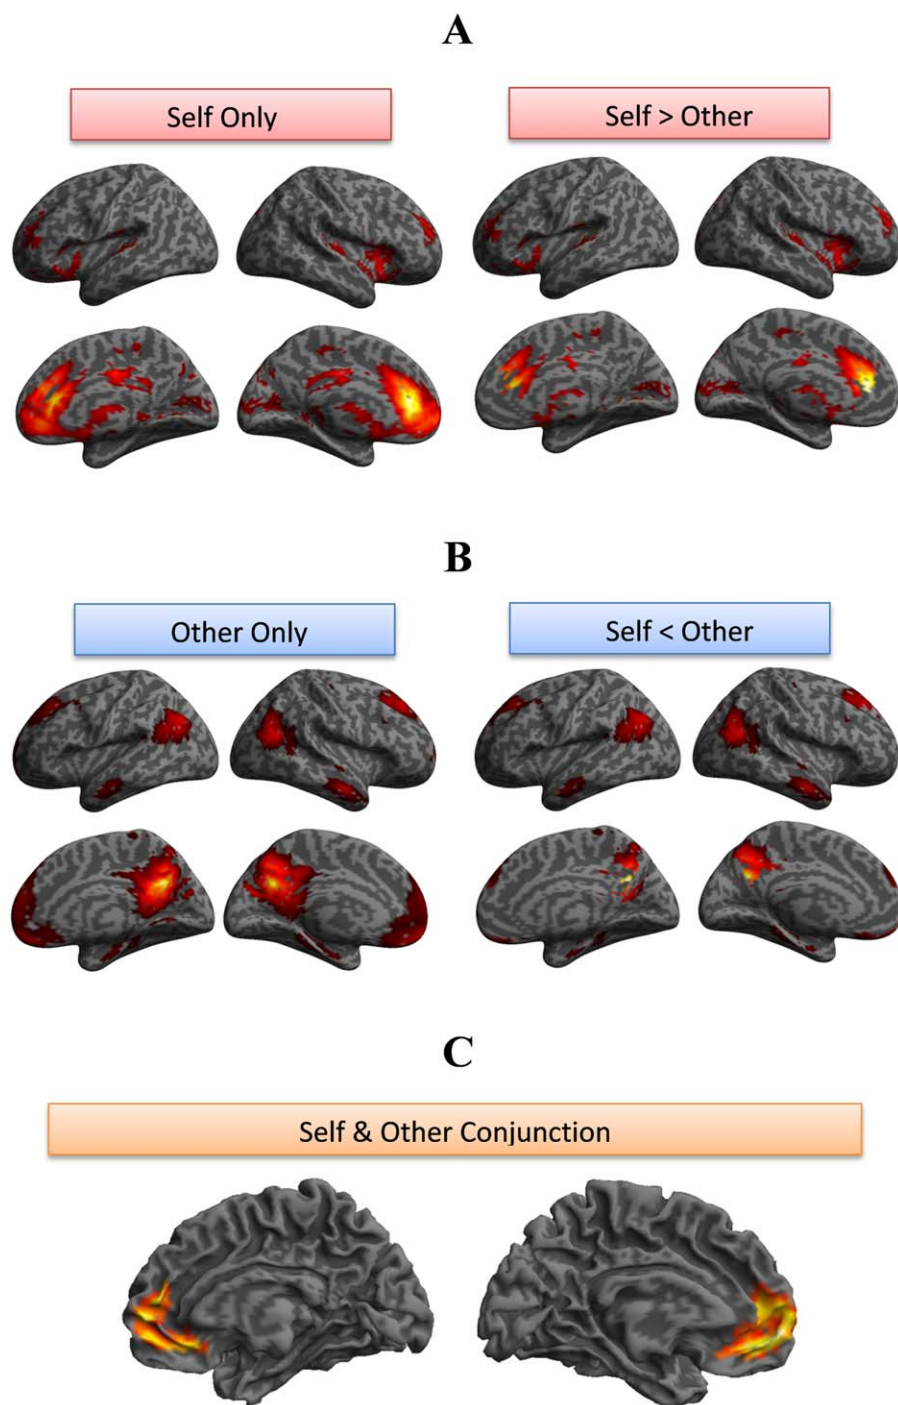 A
Self Only
Self > Other
B
Other Only
Self < Other
C
Self & Other Conjunction